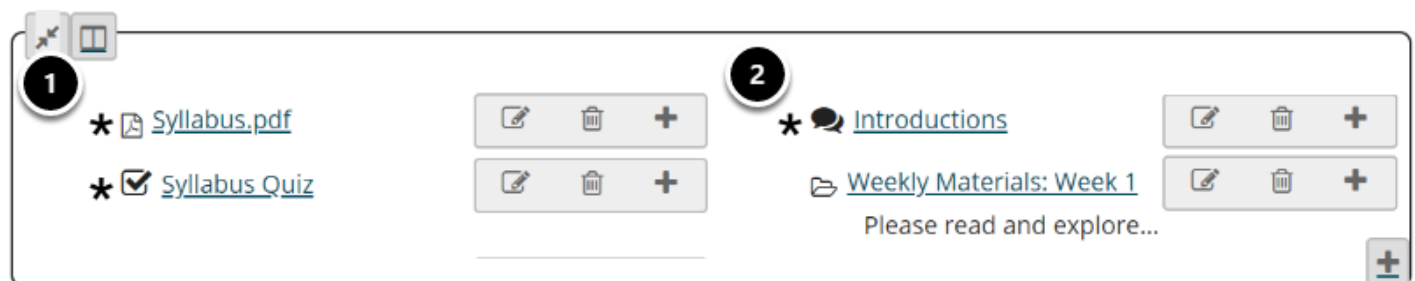 1
Syllabus.pdf
* Syllabus Quiz
2
* Introductions
Weekly Materials: Week 1
Please read and explore...